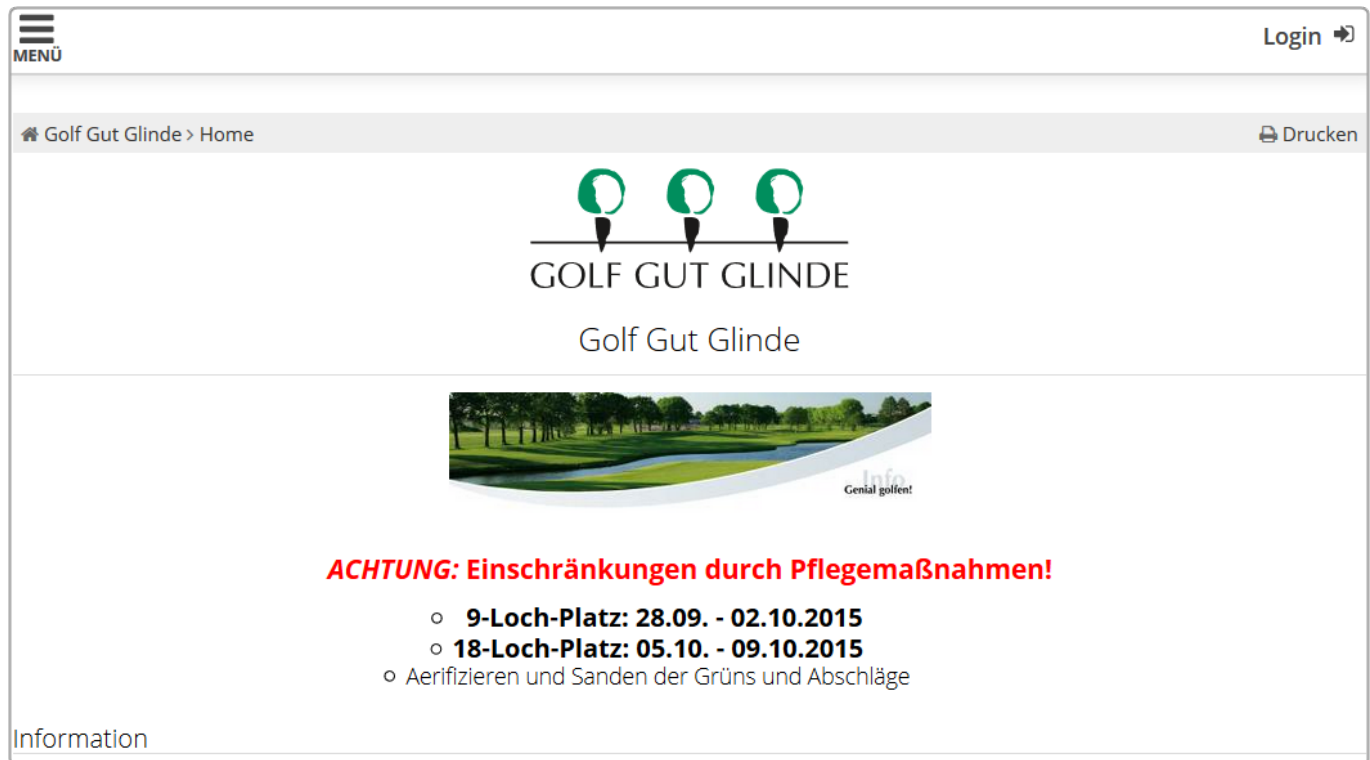 MENÜ
Login
Golf Gut Glinde > Home
Drucken
GOLF GUT GLINDE
Golf Gut Glinde
Info
Genial golfen!
ACHTUNG: Einschränkungen durch Pflegemaßnahmen!
9-Loch-Platz: 28.09. - 02.10.2015
18-Loch-Platz: 05.10. - 09.10.2015
Aerifizieren und Sanden der Grüns und Abschläge
Information